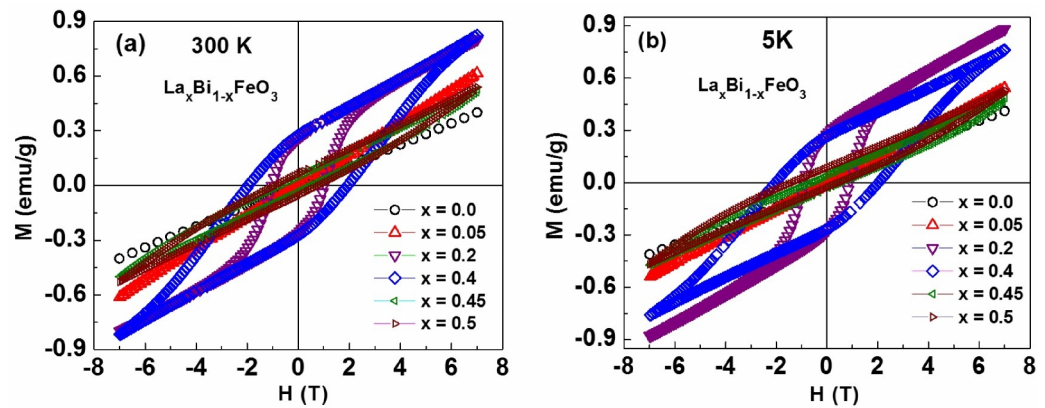 (a) 300 K
LaxBi1-xFeO3
M (emu/g)
0.9
0.6
0.3
0.0
-0.3
-0.6
-0.9
x = 0.0
x = 0.05
x = 0.2
x = 0.4
x = 0.45
x = 0.5
-8 -6 -4 -2 0 2 4 6 8
H (T)
(b) 5K
LaxBi1-xFeO3
M (emu/g)
0.9
0.6
0.3
0.0
-0.3
-0.6
-0.9
x = 0.0
x = 0.05
x = 0.2
x = 0.4
x = 0.45
x = 0.5
-8 -6 -4 -2 0 2 4 6 8
H (T)